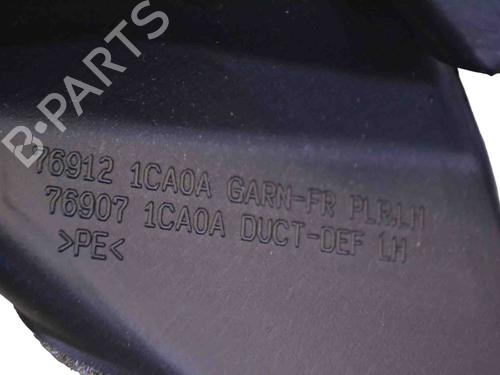 B-PARTS
76912 1CA0A GARN-FR PLR.LH
76907 1CA0A DUCT-DEF LH
>PE<